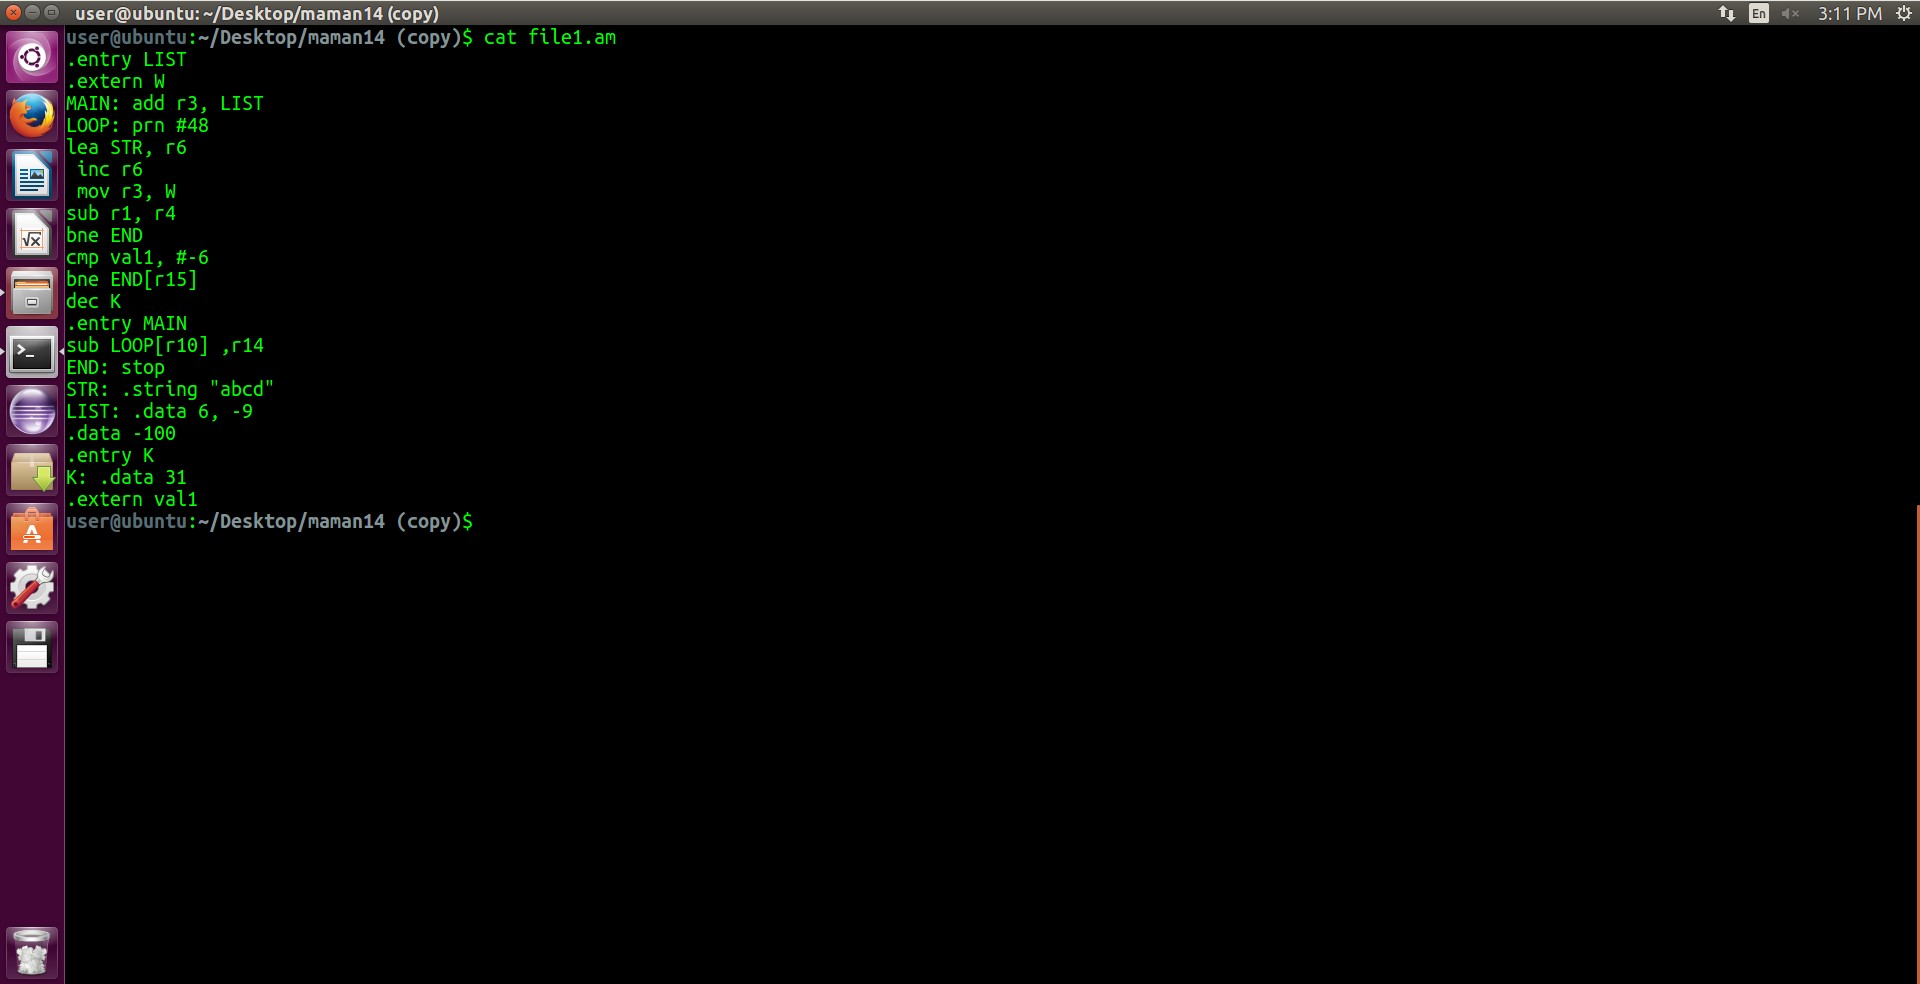 user@ubuntu: ~/Desktop/maman14 (copy)
En 3:11 PM
user@ubuntu:~/Desktop/maman14 (copy)$ cat file1.am
.entry LIST
.extern W
MAIN: add r3, LIST
LOOP: prn #48
lea STR, r6
 inc r6
 mov r3, W
sub r1, r4
bne END
cmp val1, #-6
bne END[r15]
dec K
.entry MAIN
sub LOOP[r10] ,r14
END: stop
STR: .string "abcd"
LIST: .data 6, -9
.data -100
.entry K
K: .data 31
.extern val1
user@ubuntu:~/Desktop/maman14 (copy)$